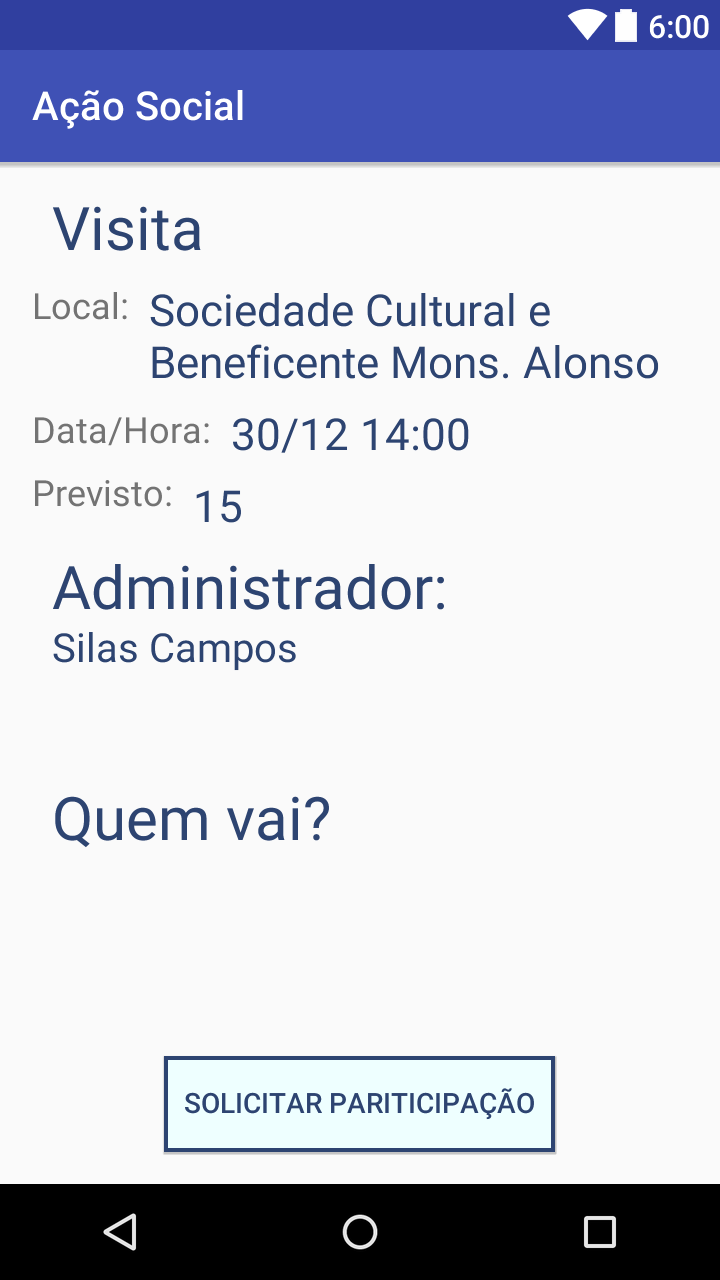 6:00
Ação Social
Visita
Local: Sociedade Cultural e
Beneficente Mons. Alonso
Data/Hora: 30/12 14:00
Previsto: 15
Administrador:
Silas Campos
Quem vai?
SOLICITAR PARITICIPAÇÃO